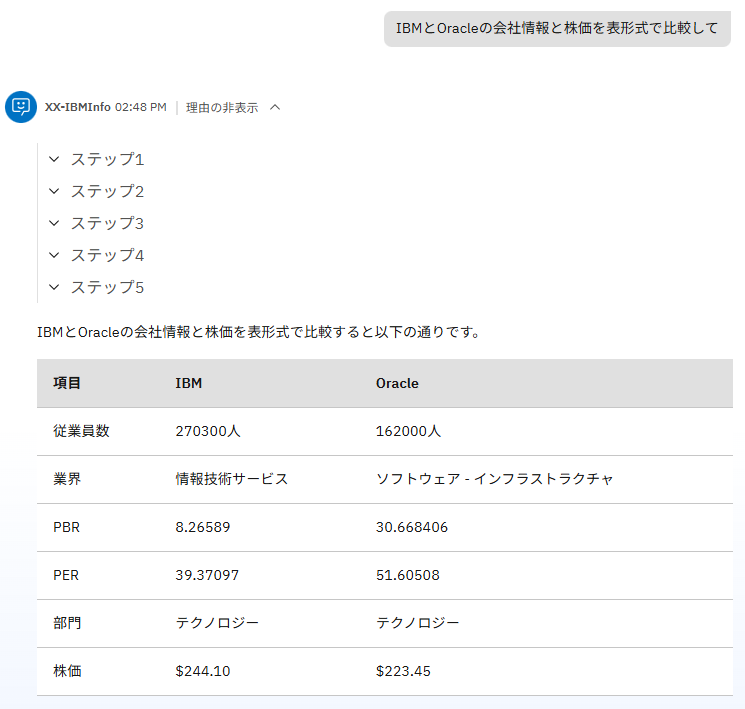 IBMとOracleの会社情報と株価を表形式で比較して
XX-IBMInfo 02:48 PM 理由の非表示
ステップ1
ステップ2
ステップ3
ステップ4
ステップ5
IBMとOracleの会社情報と株価を表形式で比較すると以下の通りです。
項目 IBM Oracle
従業員数 270300人 162000人
業界 情報技術サービス ソフトウェア - インフラストラクチャ
PBR 8.26589 30.668406
PER 39.37097 51.60508
部門 テクノロジー テクノロジー
株価 $244.10 $223.45